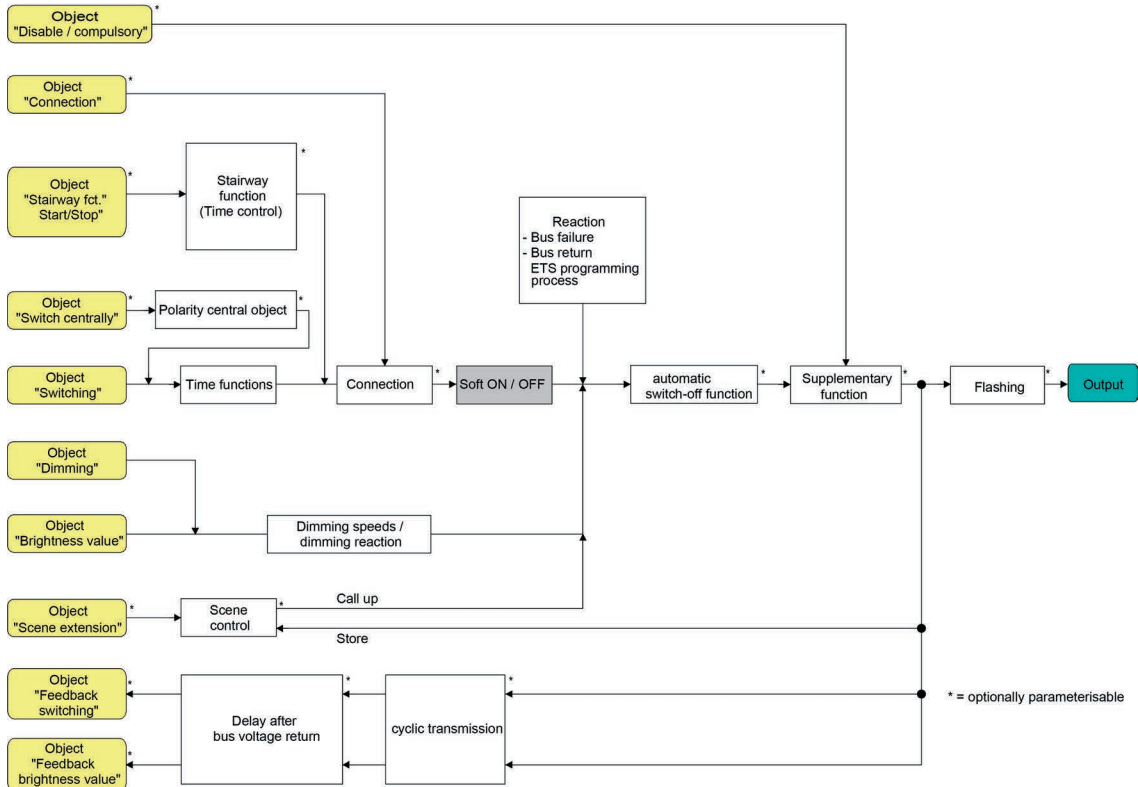 Object
"Disable / compulsory"
*
Object
"Connection"
*
Object
"Stairway fct."
Start/Stop"
*
Stairway
function
(Time control)
*
Reaction
- Bus failure
- Bus return
ETS programming
process
Object
"Switch centrally"
*
Polarity central object
*
Object
"Switching"
Time functions
Connection
*
Soft ON / OFF
automatic
switch-off function
*
Supplementary
function
*
Flashing
*
Output
Object
"Dimming"
Object
"Brightness value"
Dimming speeds /
dimming reaction
Object
"Scene extension"
*
Scene
control
*
Call up
Store
Object
"Feedback
switching"
*
Delay after
bus voltage return
*
cyclic transmission
*
* = optionally parameterisable
Object
"Feedback
brightness value"
*